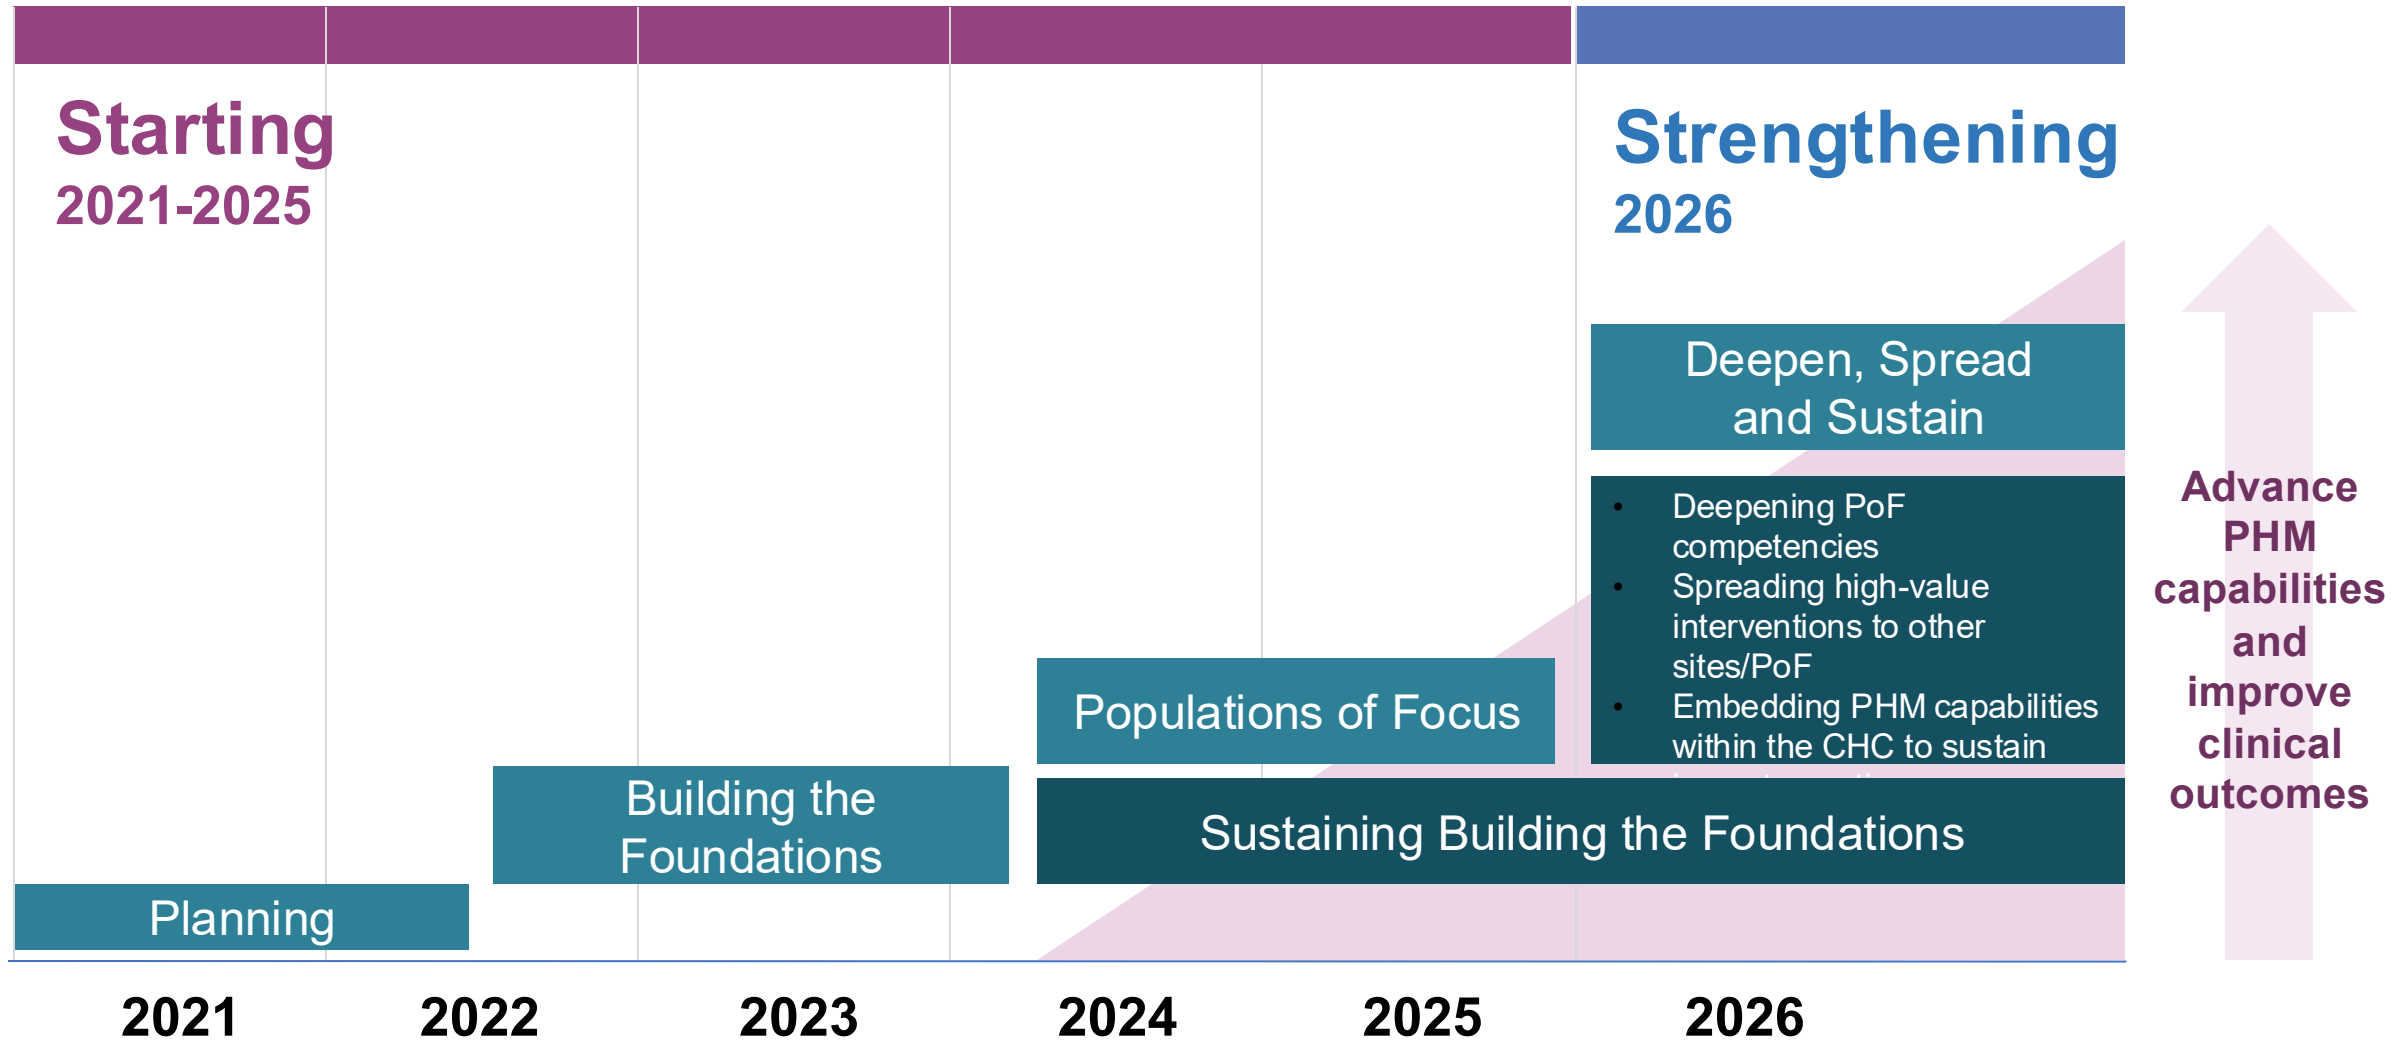 Starting
2021-2025
Strengthening
2026
Deepen, Spread
and Sustain
• Deepening PoF
competencies
• Spreading high-value
interventions to other
sites/PoF
• Embedding PHM capabilities
within the CHC to sustain
Populations of Focus
Building the
Foundations
Sustaining Building the Foundations
Planning
Advance
PHM
capabilities
and
improve
clinical
outcomes
2021
2022
2023
2024
2025
2026